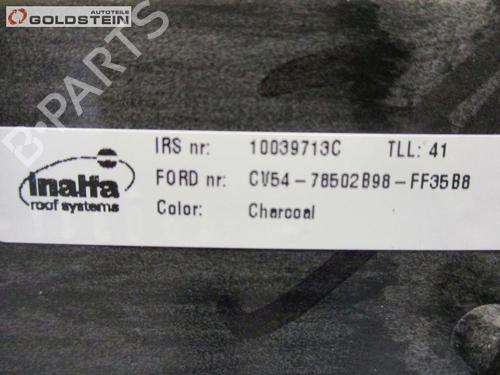 AUTOTEILE
GOLDSTEIN
B-PARTS
inalfa
roof systems
IRS nr: 10039713C TLL: 41
FORD nr: CV54-78502B98-FF35B8
Color: Charcoal